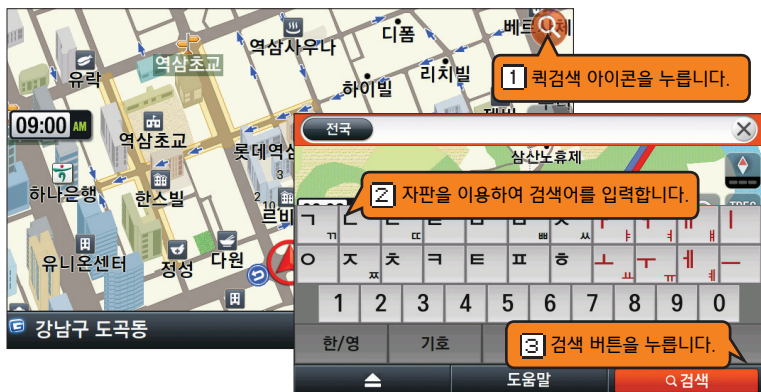 디폼
베트
역삼사우나
역삼초교
1 퀵검색 아이콘을 누릅니다.
유락
리치빌
하이빌
09:00 AM
전국
역삼초교
롯데역삼
삼산노휴제
3
하나은행
한스빌
2
10
르비
2 자판을 이용하여 검색어를 입력합니다.
ㄱ ㄲ ㄴ ㄸ ㅃ ㅆ ㅑ ㅕ ㅐ ㅒ ㅣ
유니온센터
정성
다원
ㅇ ㅈ ㅉ ㅊ ㅋ ㅌ ㅍ ㅎ ㅗ ㅛ ㅜ ㅠ ㅔ ㅖ ㅡ
1 2 3 4 5 6 7 8 9 0
강남구 도곡동
한/영
기호
3 검색 버튼을 누릅니다.
도움말
검색